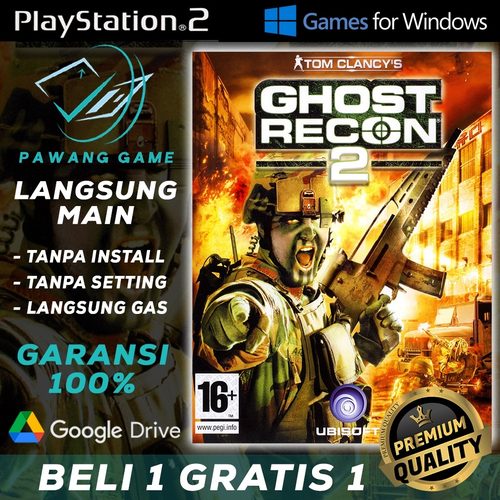 PlayStation®2
Games for Windows
PAWANG GAME
LANGSUNG
MAIN
- TANPA INSTALL
- TANPA SETTING
- LANGSUNG GAS
GARANSI
100%
Google Drive
TOM CLANCY'S
GHOST
RECON
2
16+
www.pegi.info
UBISOFT
PREMIUM
QUALITY
BELI 1 GRATIS 1